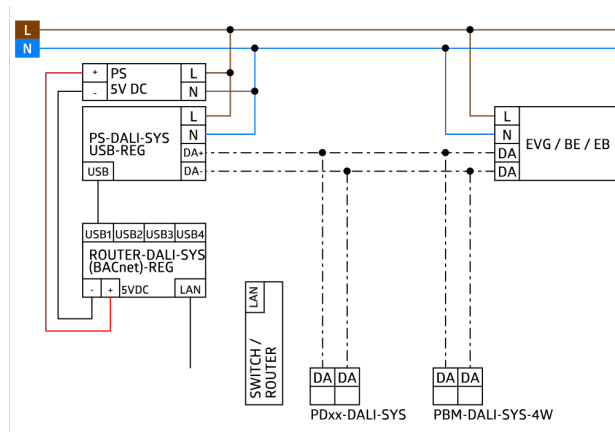 L
N
+ PS L
- 5V DC N
L
PS-DALI-SYS N
USB-REG DA+
USB DA-
L
N
DA
DA
EVG / BE / EB
USB1 USB2 USB3 USB4
ROUTER-DALI-SYS
(BACnet)-REG
- + 5VDC LAN
LAN
SWITCH /
ROUTER
DA DA
PDxx-DALI-SYS
DA DA
PBM-DALI-SYS-4W